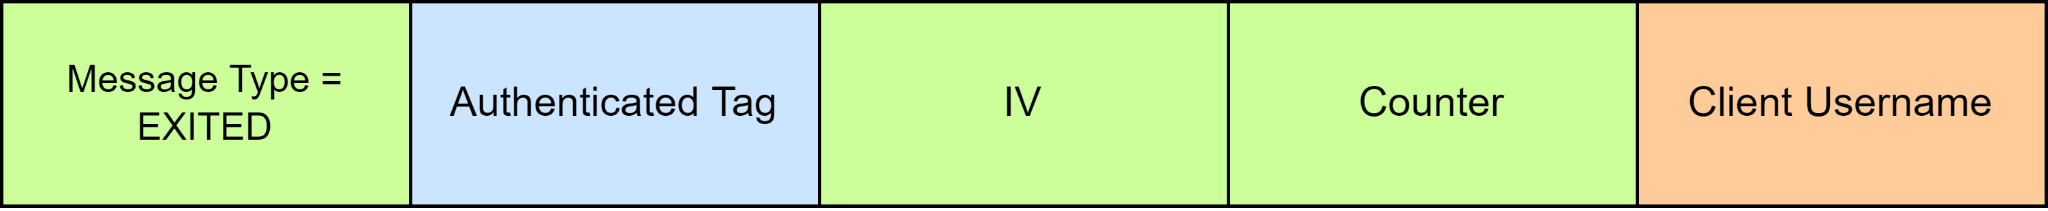 Message Type =
EXITED
Authenticated Tag
IV
Counter
Client Username